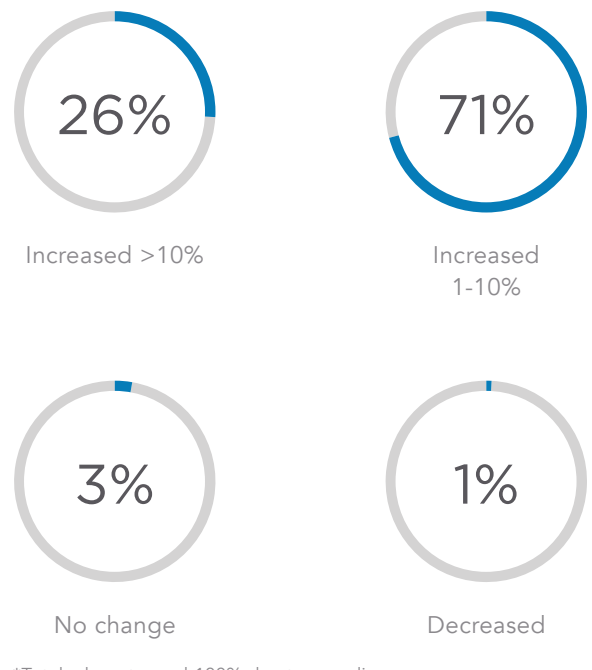 26%
71%
Increased >10%
Increased
1-10%
3%
1%
No change
Decreased